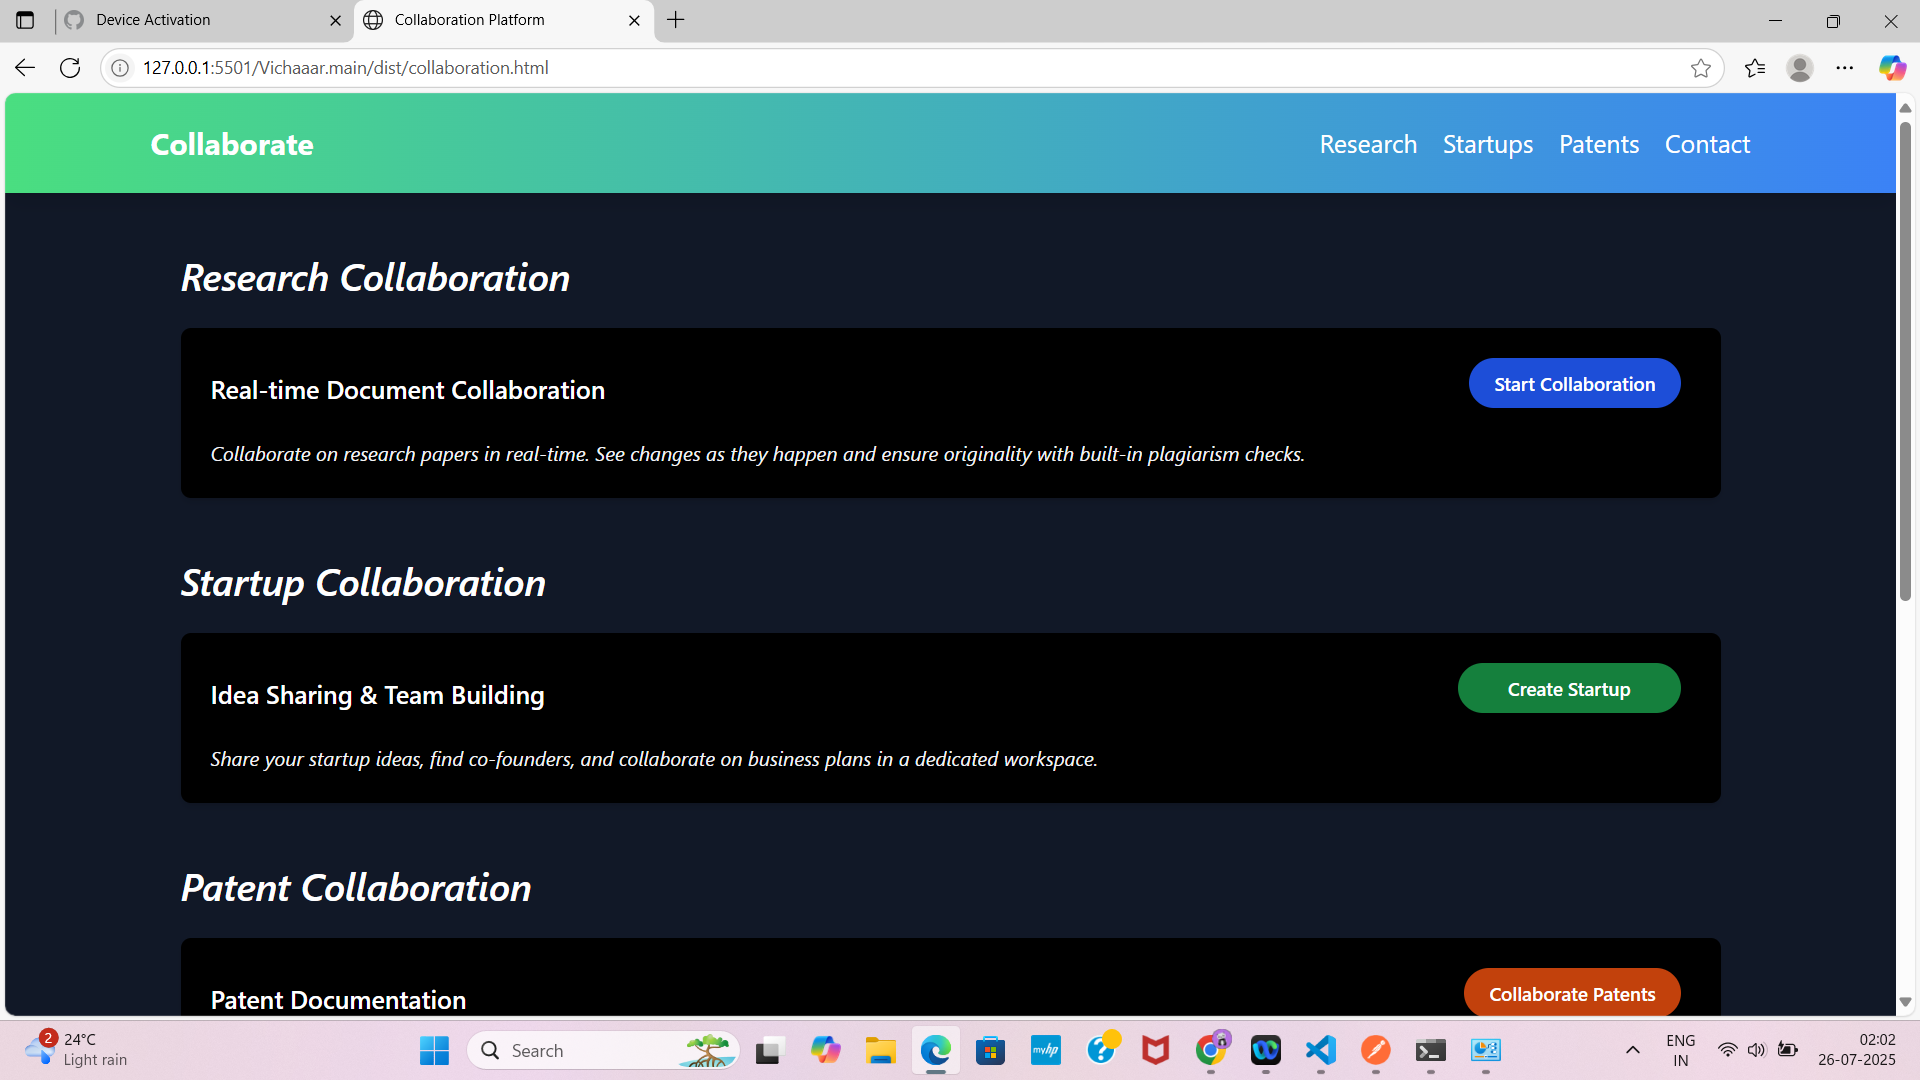 Device Activation
Collaboration Platform
127.0.0.1:5501/Vichaaar.main/dist/collaboration.html
Collaborate
Research Startups Patents Contact
Research Collaboration
Real-time Document Collaboration
Start Collaboration
Collaborate on research papers in real-time. See changes as they happen and ensure originality with built-in plagiarism checks.
Startup Collaboration
Idea Sharing & Team Building
Create Startup
Share your startup ideas, find co-founders, and collaborate on business plans in a dedicated workspace.
Patent Collaboration
Patent Documentation
Collaborate Patents
2
24°C
Light rain
Search
myhp
ENG
IN
02:02
26-07-2025